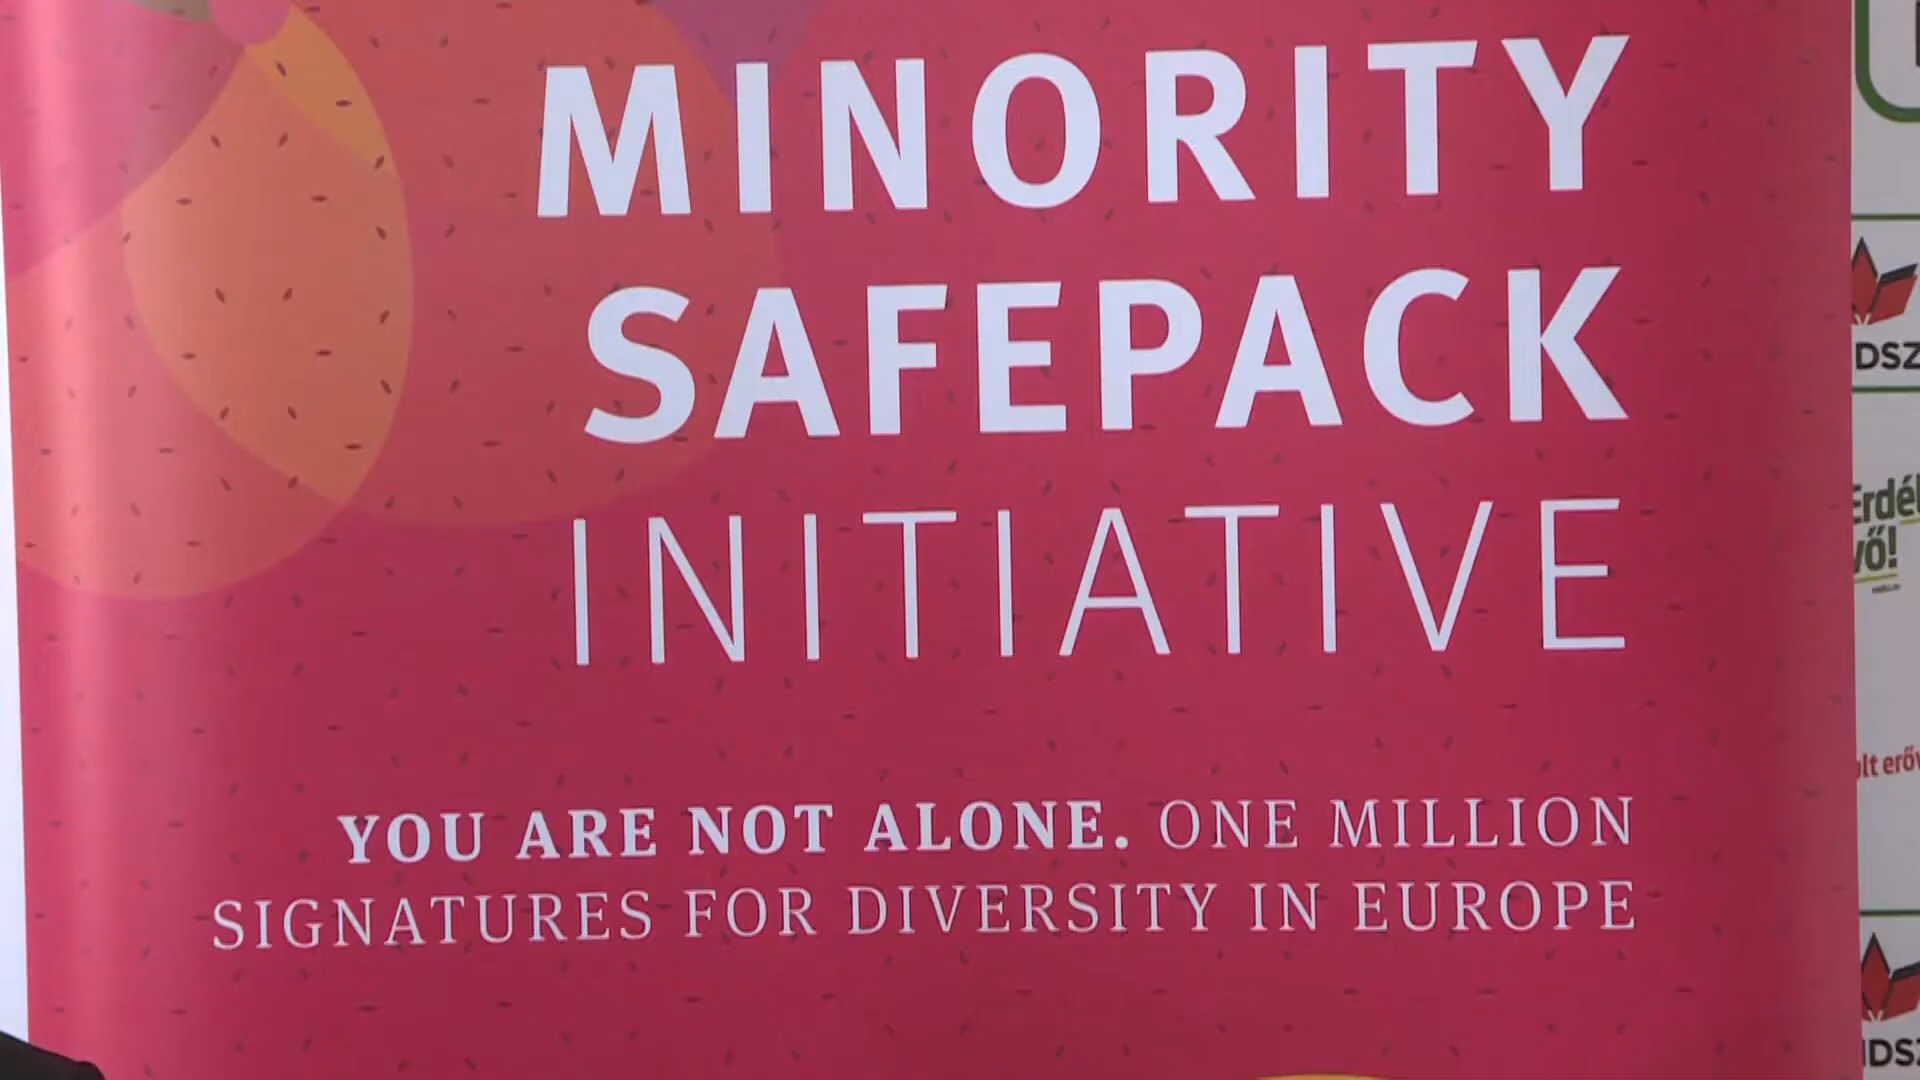 MINORITY
SAFEPACK
INITIATIVE
YOU ARE NOT ALONE. ONE MILLION
SIGNATURES FOR DIVERSITY IN EUROPE